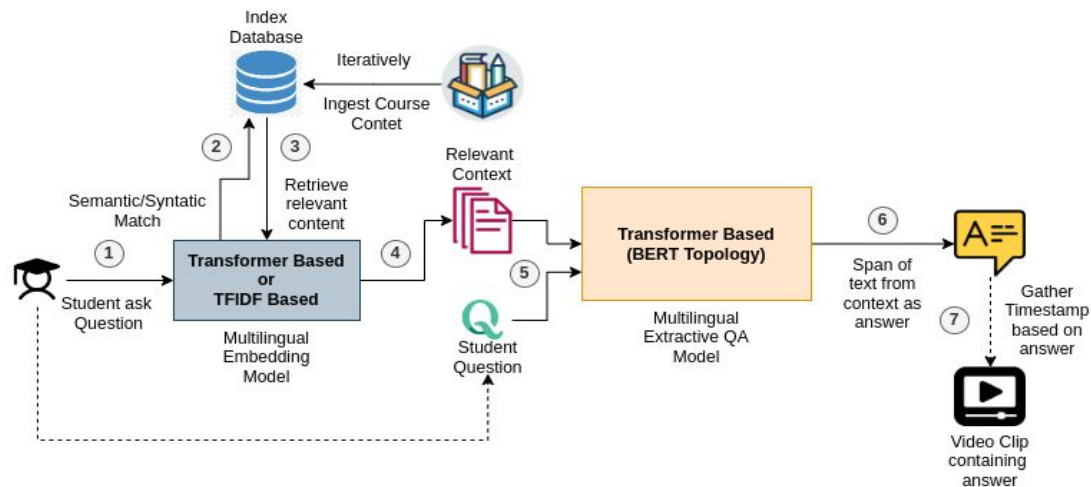 Index
Database
Iteratively
Ingest Course
Contet
2
3
Semantic/Syntatic
Match
Retrieve
relevant
content
Relevant
Context
1
Student ask
Question
Transformer Based
or
TFIDF Based
Multilingual
Embedding
Model
4
5
Q
Student
Question
Transformer Based
(BERT Topology)
Multilingual
Extractive QA
Model
6
Span of
text from
context as
answer
A
7
Gather
Timestamp
based on
answer
Video Clip
containing
answer